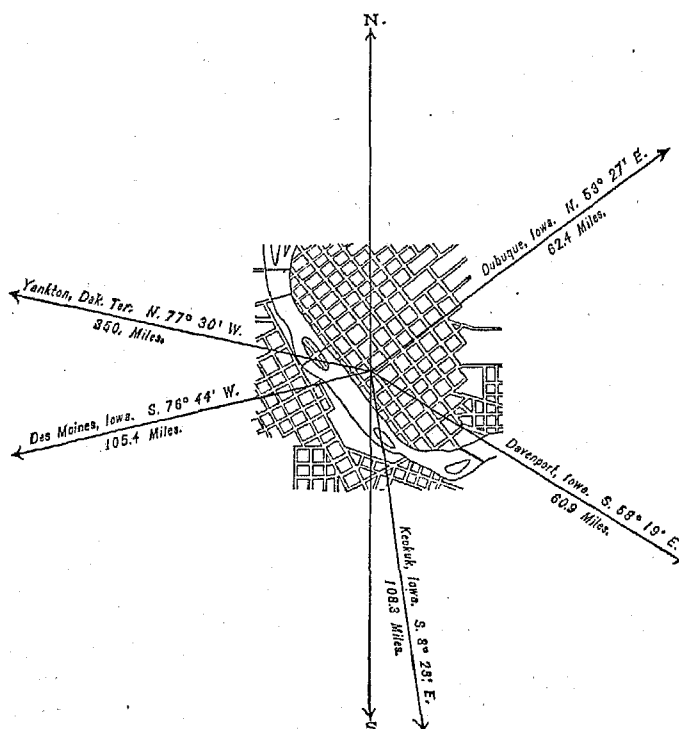 N.
Dubuque, Iowa. N. 53° 27' E.
62.4 Miles.
Yankton, Dak. Ter. N. 77° 30' W.
350. Miles.
Des Moines, Iowa. S. 76° 44' W.
105.4 Miles.
Davenport, Iowa. S. 58° 19' E.
60.9 Miles.
Keokuk, Iowa. S. 8° 28' E.
108.3 Miles.